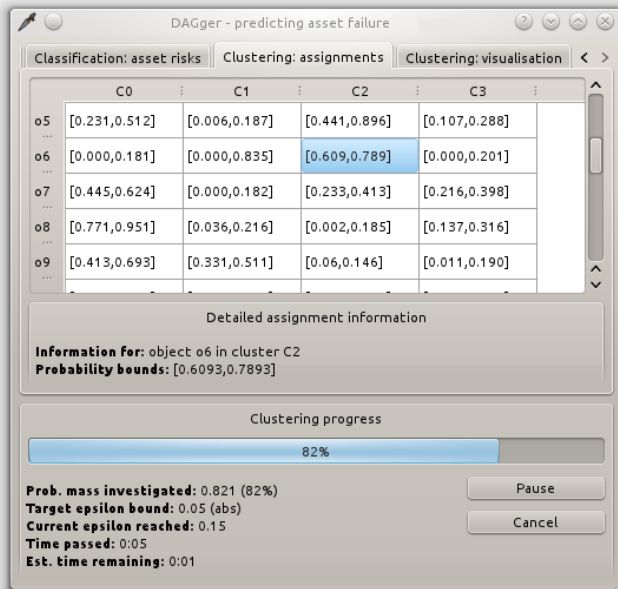 DAGger - predicting asset failure
Classification: asset risks Clustering: assignments Clustering: visualisation
C0 C1 C2 C3
o5 [0.231,0.512] [0.006,0.187] [0.441,0.896] [0.107,0.288]
o6 [0.000,0.181] [0.000,0.835] [0.609,0.789] [0.000,0.201]
o7 [0.445,0.624] [0.000,0.182] [0.233,0.413] [0.216,0.398]
o8 [0.771,0.951] [0.036,0.216] [0.002,0.185] [0.137,0.316]
o9 [0.413,0.693] [0.331,0.511] [0.06,0.146] [0.011,0.190]
Detailed assignment information
Information for: object o6 in cluster C2
Probability bounds: [0.6093,0.7893]
Clustering progress
82%
Prob. mass investigated: 0.821 (82%)
Target epsilon bound: 0.05 (abs)
Current epsilon reached: 0.15
Time passed: 0:05
Est. time remaining: 0:01
Pause
Cancel